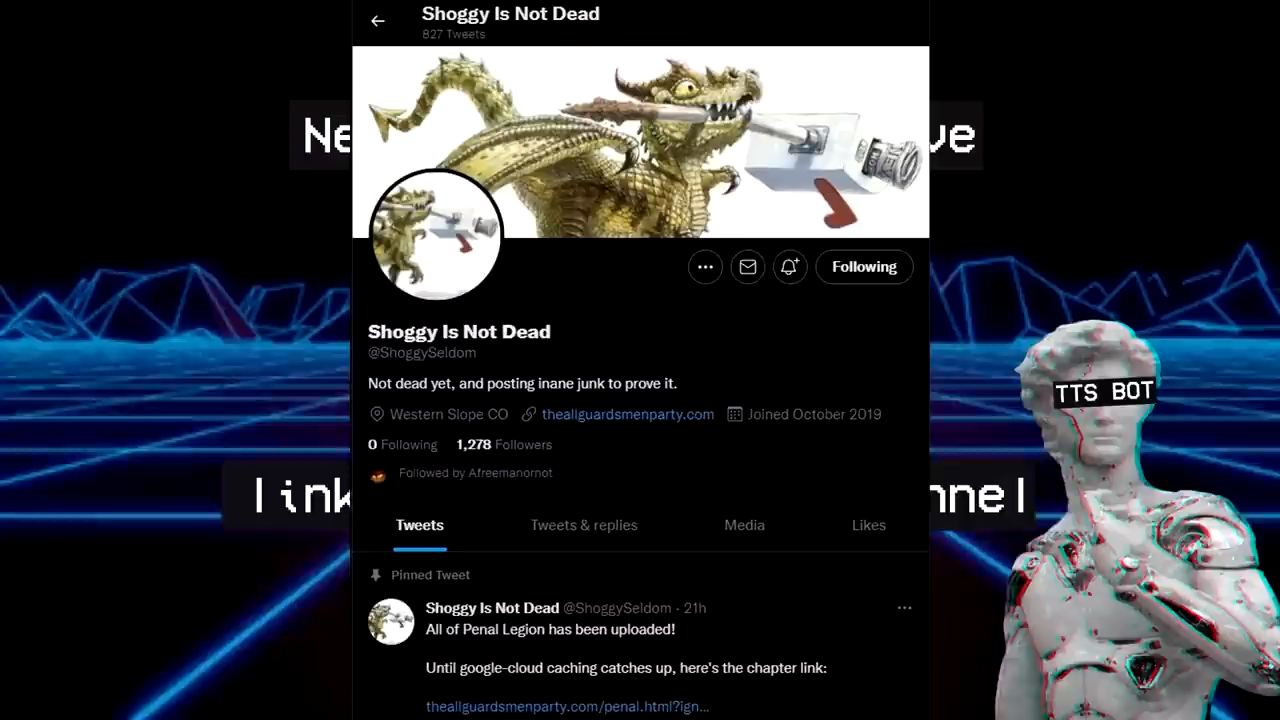 Shoggy Is Not Dead
827 Tweets
Following
Shoggy Is Not Dead
@ShoggySeldom
Not dead yet, and posting inane junk to prove it.
Western Slope CO theallguardsmenparty.com Joined October 2019
0 Following 1,278 Followers
Followed by Afreemanornot
Tweets Tweets & replies Media Likes
Pinned Tweet
Shoggy Is Not Dead @ShoggySeldom · 21h
All of Penal Legion has been uploaded!
Until google-cloud caching catches up, here's the chapter link:
theallguardsmenparty.com/penal.html?ign...
TTS BOT
link